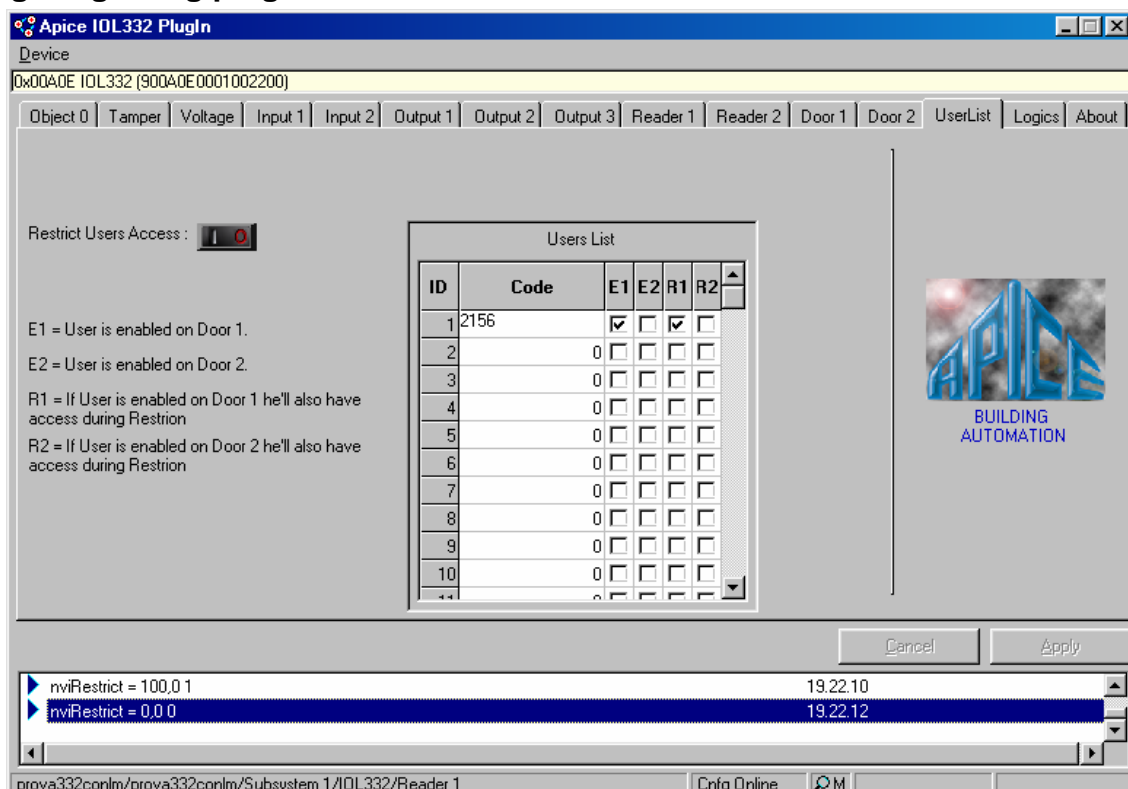 Apice IOL332 PlugIn
Device
0x00A0E IOL332 (900A0E0001002200)
Object 0 Tamper Voltage Input 1 Input 2 Output 1 Output 2 Output 3 Reader 1 Reader 2 Door 1 Door 2 UserList Logics About
Restrict Users Access :
I O
Users List
ID Code E1 E2 R1 R2
1 2156
2 0
3 0
4 0
5 0
6 0
7 0
8 0
9 0
10 0
E1 = User is enabled on Door 1.
E2 = User is enabled on Door 2.
R1 = If User is enabled on Door 1 he'll also have
access during Restrion
R2 = If User is enabled on Door 2 he'll also have
access during Restrion
APICE
BUILDING
AUTOMATION
Cancel Apply
nviRestrict = 100,0 1 19.22.10
nviRestrict = 0,0 0 19.22.12
prova332conlm/prova332conlm/Subsystem 1/IOL332/Reader 1 Cnfg Online M